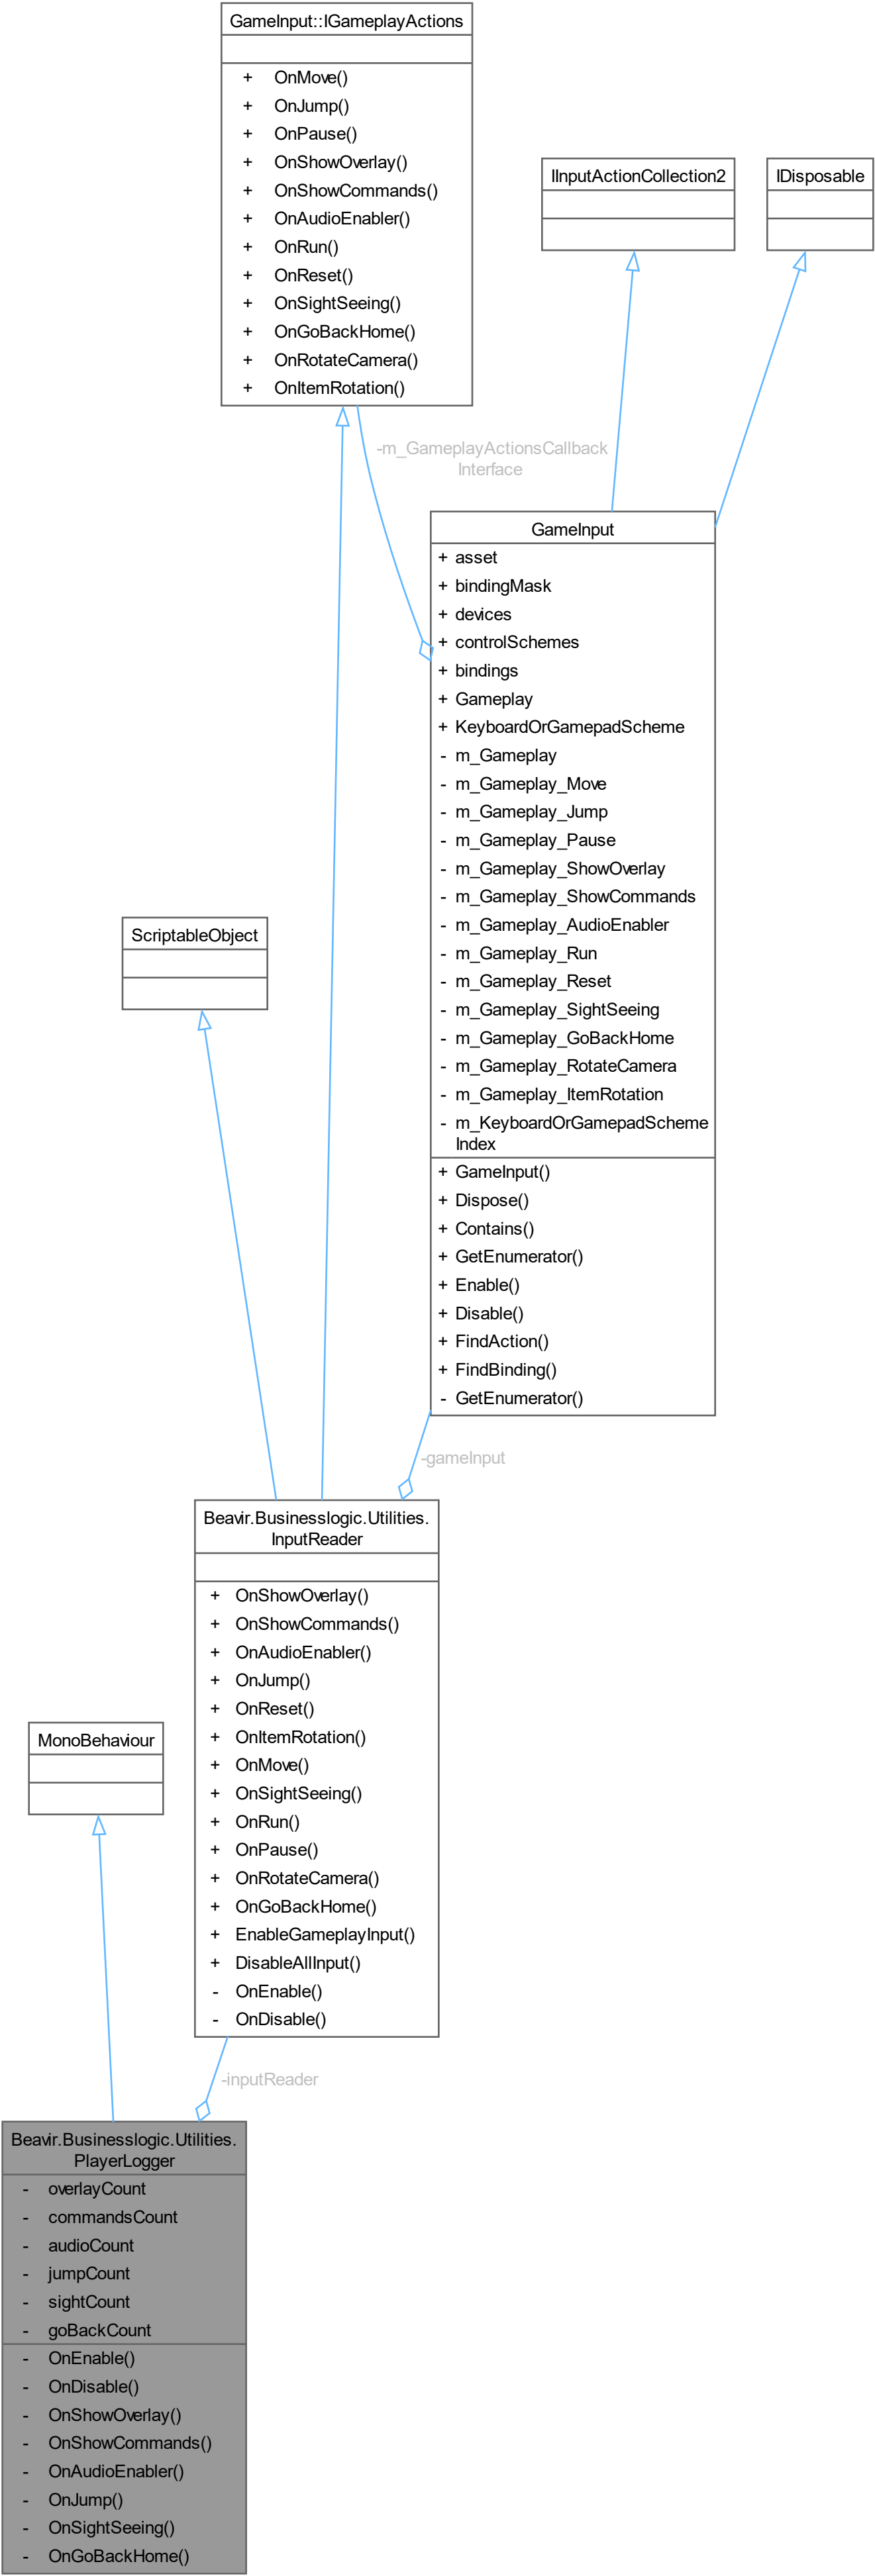 GameInput::IGameplayActions
+ OnMove()
+ OnJump()
+ OnPause()
+ OnShowOverlay()
+ OnShowCommands()
+ OnAudioEnabler()
+ OnRun()
+ OnReset()
+ OnSightSeeing()
+ OnGoBackHome()
+ OnRotateCamera()
+ OnItemRotation()
IInputActionCollection2
IDisposable
-m_GameplayActionsCallback
Interface
GameInput
+ asset
+ bindingMask
+ devices
+ controlSchemes
+ bindings
+ Gameplay
+ KeyboardOrGamepadScheme
- m_Gameplay
- m_Gameplay_Move
- m_Gameplay_Jump
- m_Gameplay_Pause
- m_Gameplay_ShowOverlay
- m_Gameplay_ShowCommands
- m_Gameplay_AudioEnabler
- m_Gameplay_Run
- m_Gameplay_Reset
- m_Gameplay_SightSeeing
- m_Gameplay_GoBackHome
- m_Gameplay_RotateCamera
- m_Gameplay_ItemRotation
- m_KeyboardOrGamepadScheme
Index
+ GameInput()
+ Dispose()
+ Contains()
+ GetEnumerator()
+ Enable()
+ Disable()
+ FindAction()
+ FindBinding()
- GetEnumerator()
ScriptableObject
-gameInput
Beavir.Businesslogic.Utilities.
InputReader
+ OnShowOverlay()
+ OnShowCommands()
+ OnAudioEnabler()
+ OnJump()
+ OnReset()
+ OnItemRotation()
+ OnMove()
+ OnSightSeeing()
+ OnRun()
+ OnPause()
+ OnRotateCamera()
+ OnGoBackHome()
+ EnableGameplayInput()
+ DisableAllInput()
- OnEnable()
- OnDisable()
MonoBehaviour
-inputReader
Beavir.Businesslogic.Utilities.
PlayerLogger
- overlayCount
- commandsCount
- audioCount
- jumpCount
- sightCount
- goBackCount
- OnEnable()
- OnDisable()
- OnShowOverlay()
- OnShowCommands()
- OnAudioEnabler()
- OnJump()
- OnSightSeeing()
- OnGoBackHome()